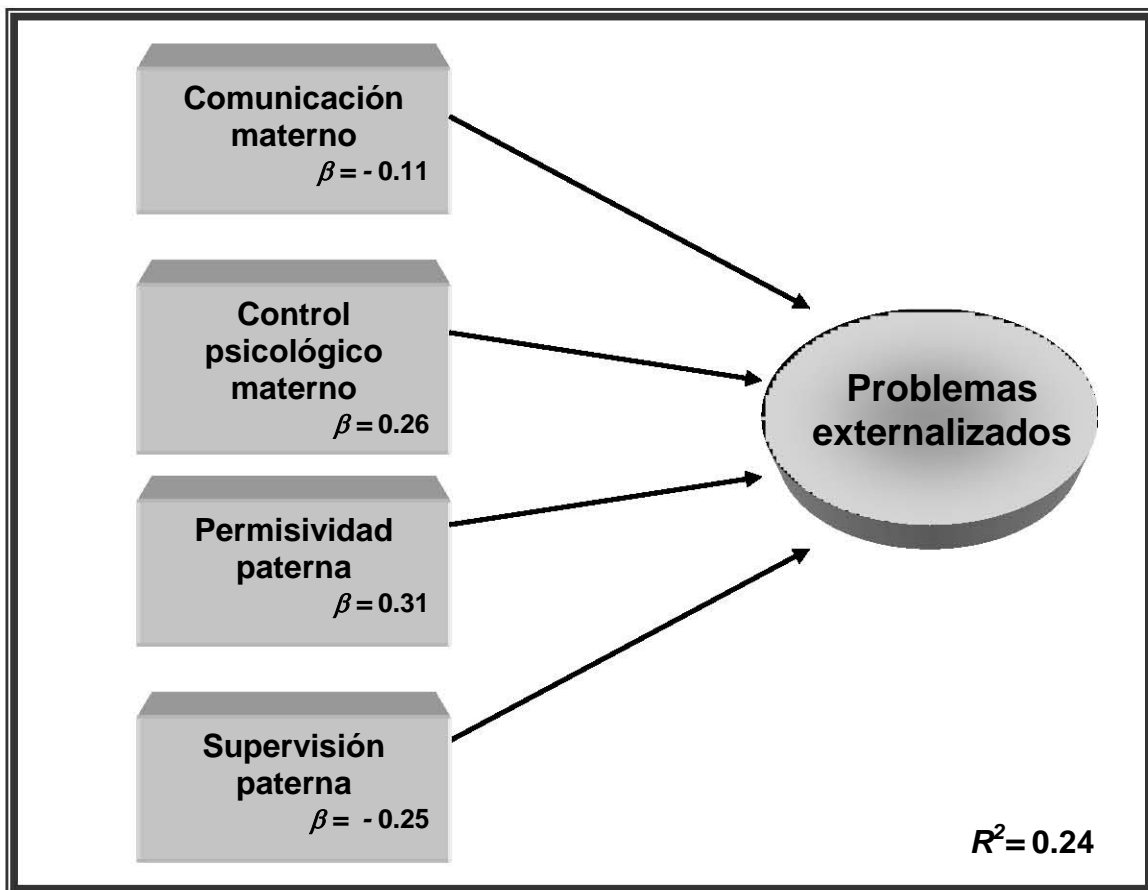 Comunicación
materno
β = - 0.11
Control
psicológico
materno
β = 0.26
Permisividad
paterna
β = 0.31
Supervisión
paterna
β = - 0.25
Problemas
externalizados
R²= 0.24